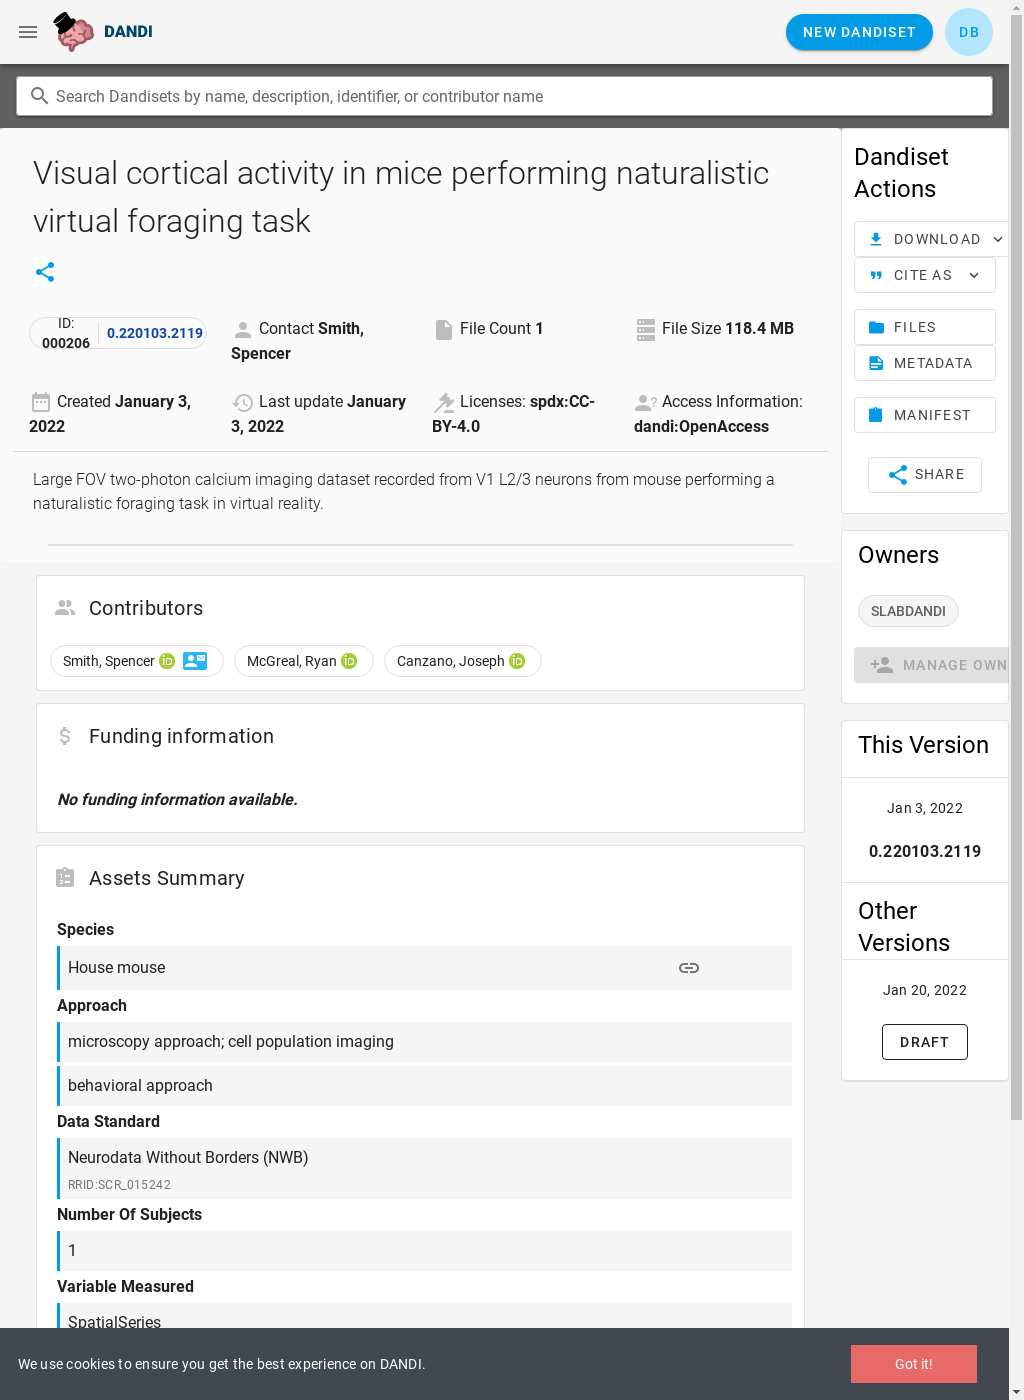 DANDI
NEW DANDISET
DB
Search Dandisets by name, description, identifier, or contributor name
Visual cortical activity in mice performing naturalistic
virtual foraging task
ID:
000206
0.220103.2119
Contact Smith,
Spencer
File Count 1
File Size 118.4 MB
Created January 3,
2022
Last update January
3, 2022
Licenses: spdx:CC-
BY-4.0
Access Information:
dandi:OpenAccess
Large FOV two-photon calcium imaging dataset recorded from V1 L2/3 neurons from mouse performing a
naturalistic foraging task in virtual reality.
Contributors
Smith, Spencer iD
McGreal, Ryan iD
Canzano, Joseph iD
Funding information
No funding information available.
Assets Summary
Species
House mouse
Approach
microscopy approach; cell population imaging
behavioral approach
Data Standard
Neurodata Without Borders (NWB)
RRID:SCR_015242
Number Of Subjects
1
Variable Measured
SpatialSeries
Dandiset
Actions
DOWNLOAD
CITE AS
FILES
METADATA
MANIFEST
SHARE
Owners
SLABDANDI
MANAGE OWN
This Version
Jan 3, 2022
0.220103.2119
Other
Versions
Jan 20, 2022
DRAFT
We use cookies to ensure you get the best experience on DANDI.
Got it!